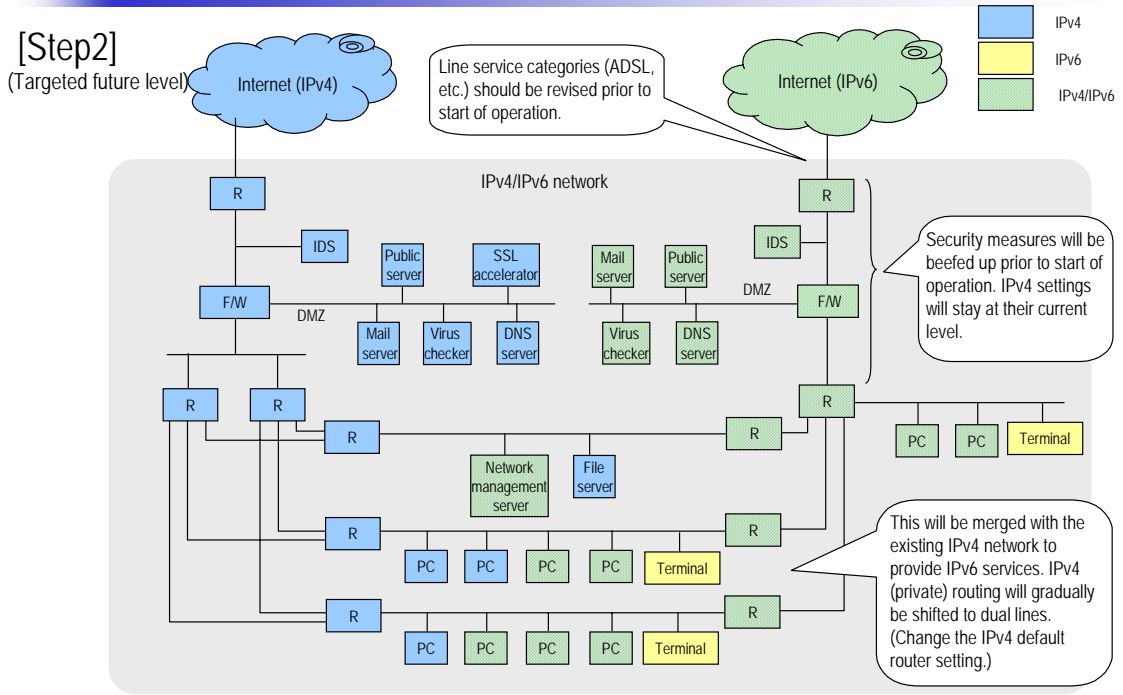 [Step2]
(Targeted future level)
Internet (IPv4)
Line service categories (ADSL,
etc.) should be revised prior to
start of operation.
Internet (IPv6)
IPv4
IPv6
IPv4/IPv6
IPv4/IPv6 network
R
R
IDS
IDS
Public
server
SSL
accelerator
Mail
server
Public
server
Security measures will be
beefed up prior to start of
operation. IPv4 settings
will stay at their current
level.
F/W
DMZ
DMZ
F/W
Mail
server
Virus
checker
DNS
server
Virus
checker
DNS
server
R
R
R
R
R
PC
PC
Terminal
Network
management
server
File
server
R
R
PC
PC
PC
PC
Terminal
This will be merged with the
existing IPv4 network to
provide IPv6 services. IPv4
(private) routing will gradually
be shifted to dual lines.
(Change the IPv4 default
router setting.)
R
R
PC
PC
PC
PC
Terminal